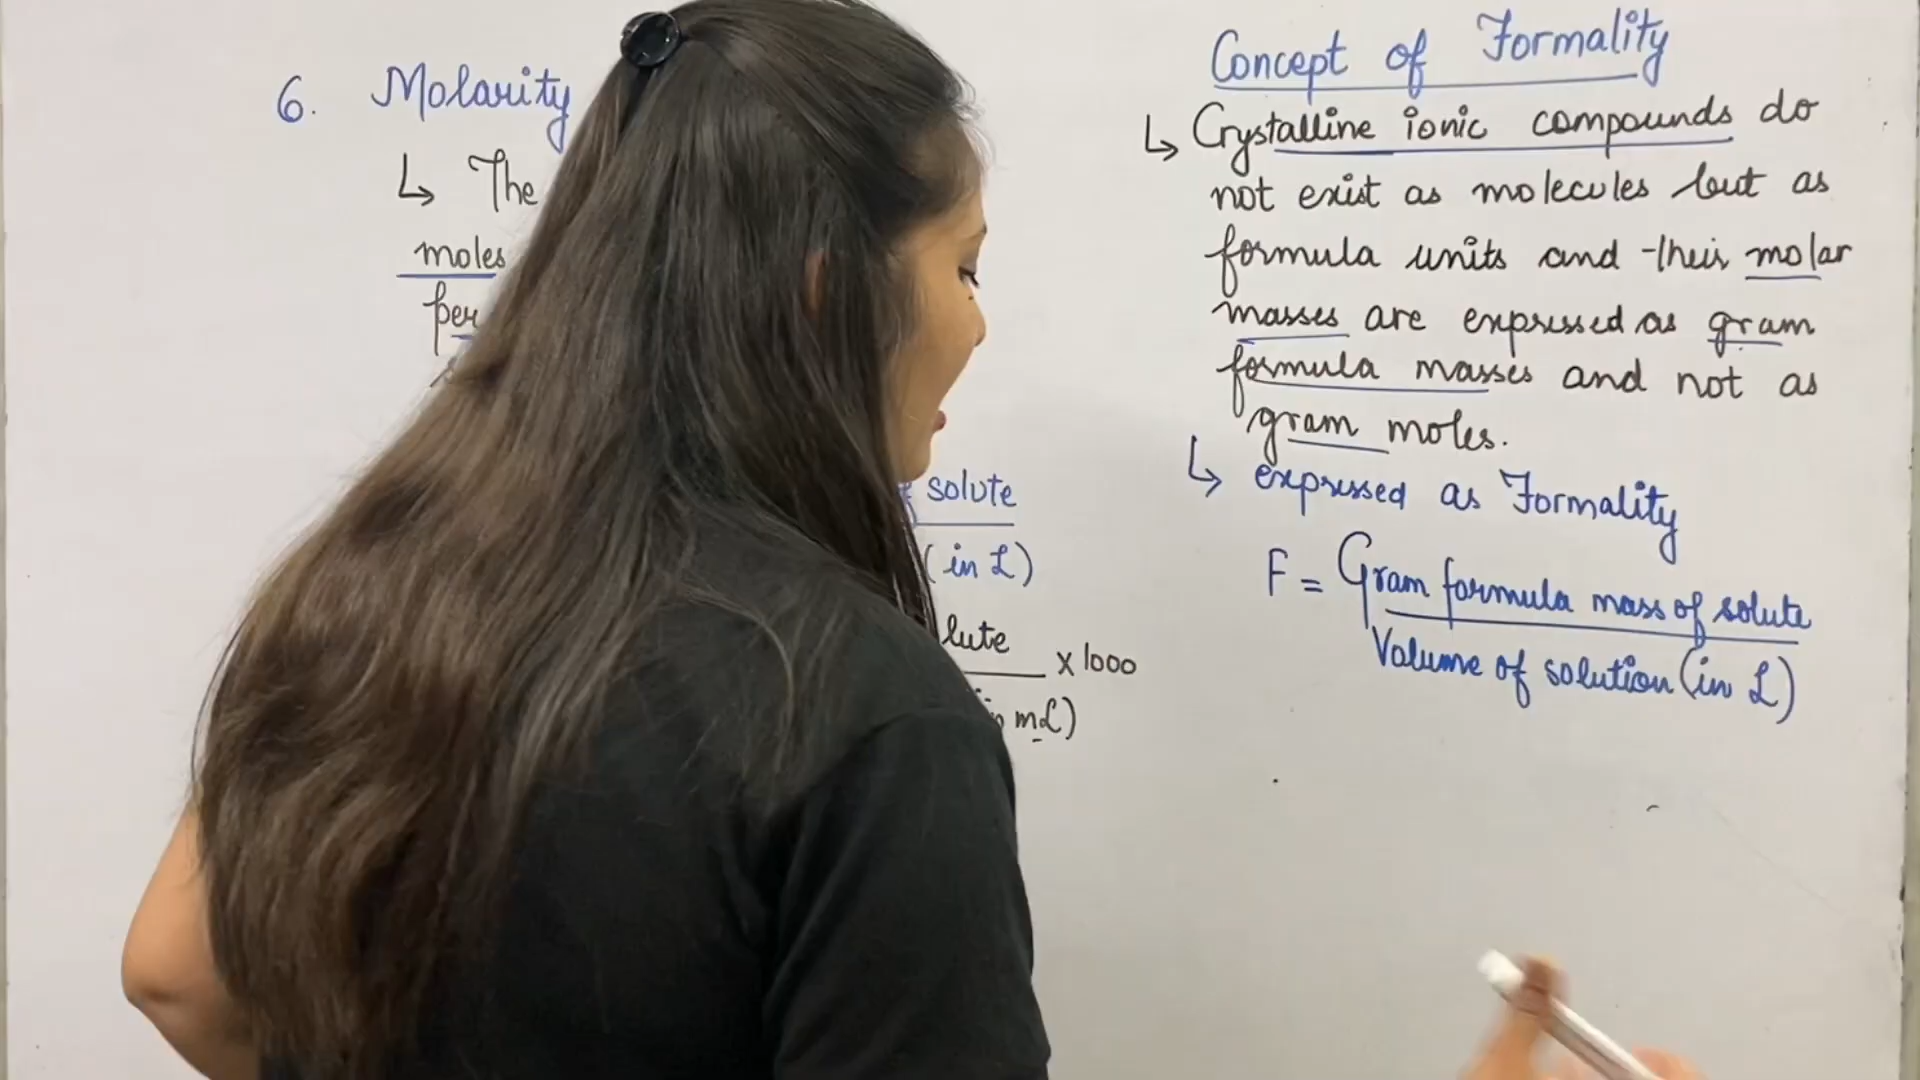 6. Molarity
↳ The
moles
per
solute
(in L)
lute
x 1000
mL)
Concept of Formality
↳ Crystalline ionic compounds do
not exist as molecules but as
formula units and their molar
masses are expressed as gram
formula masses and not as
gram moles.
↳ expressed as Formality
F = Gram formula mass of solute
Volume of solution (in L)